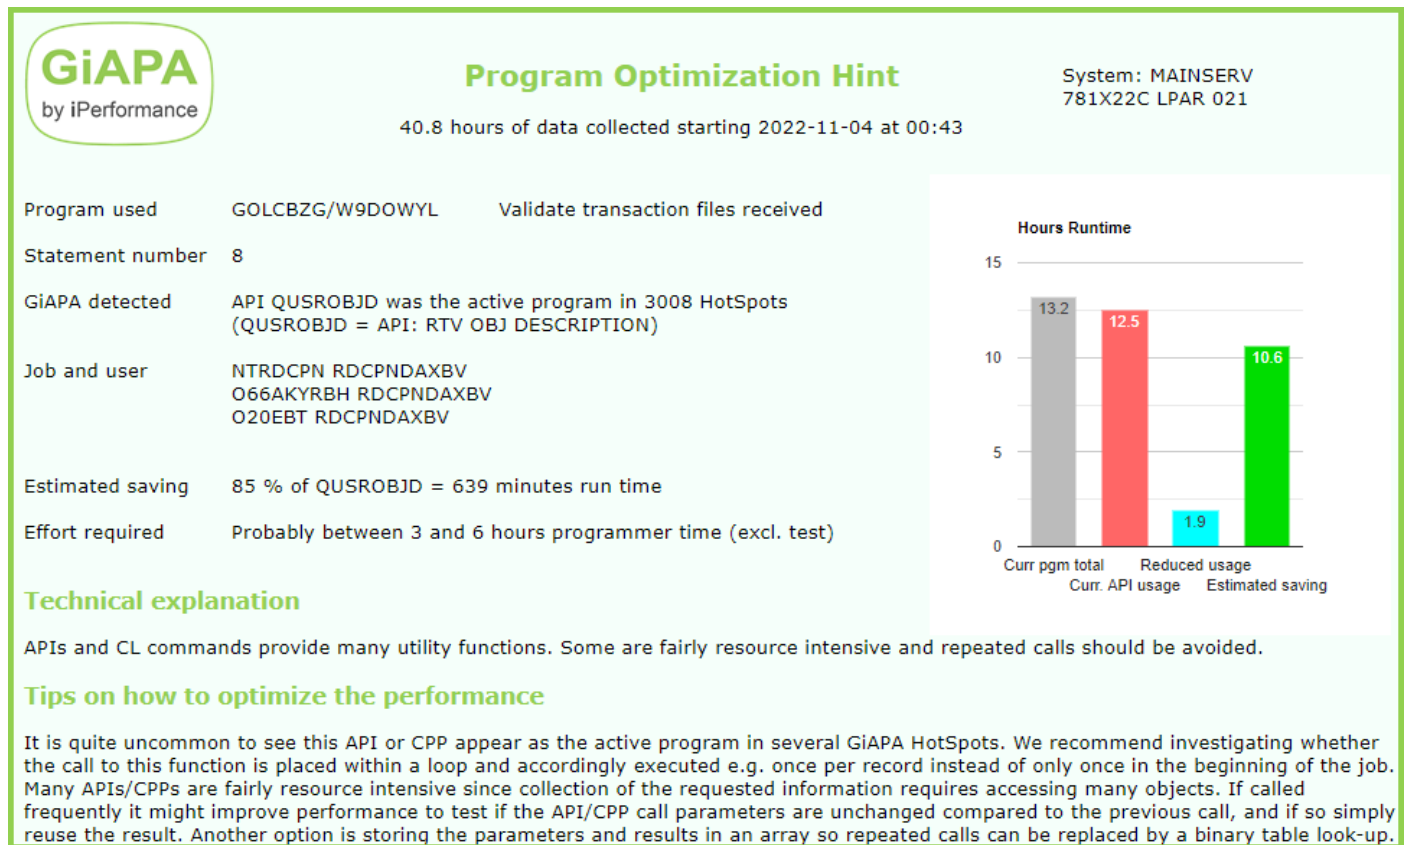 GiAPA
by iPerformance
Program Optimization Hint
40.8 hours of data collected starting 2022-11-04 at 00:43
System: MAINSERV
781X22C LPAR 021
Program used GOLCBZG/W9DOWYL Validate transaction files received
Statement number 8
GiAPA detected API QUSROBJD was the active program in 3008 HotSpots
(QUSROBJD = API: RTV OBJ DESCRIPTION)
Job and user NTRDCPN RDCPNDAXBV
O66AKYRBH RDCPNDAXBV
O20EBT RDCPNDAXBV
Estimated saving 85 % of QUSROBJD = 639 minutes run time
Effort required Probably between 3 and 6 hours programmer time (excl. test)
Hours Runtime
15
10
5
0
13.2
12.5
1.9
10.6
Curr pgm total Reduced usage
Curr. API usage Estimated saving
Technical explanation
APIs and CL commands provide many utility functions. Some are fairly resource intensive and repeated calls should be avoided.
Tips on how to optimize the performance
It is quite uncommon to see this API or CPP appear as the active program in several GiAPA HotSpots. We recommend investigating whether
the call to this function is placed within a loop and accordingly executed e.g. once per record instead of only once in the beginning of the job.
Many APIs/CPPs are fairly resource intensive since collection of the requested information requires accessing many objects. If called
frequently it might improve performance to test if the API/CPP call parameters are unchanged compared to the previous call, and if so simply
reuse the result. Another option is storing the parameters and results in an array so repeated calls can be replaced by a binary table look-up.